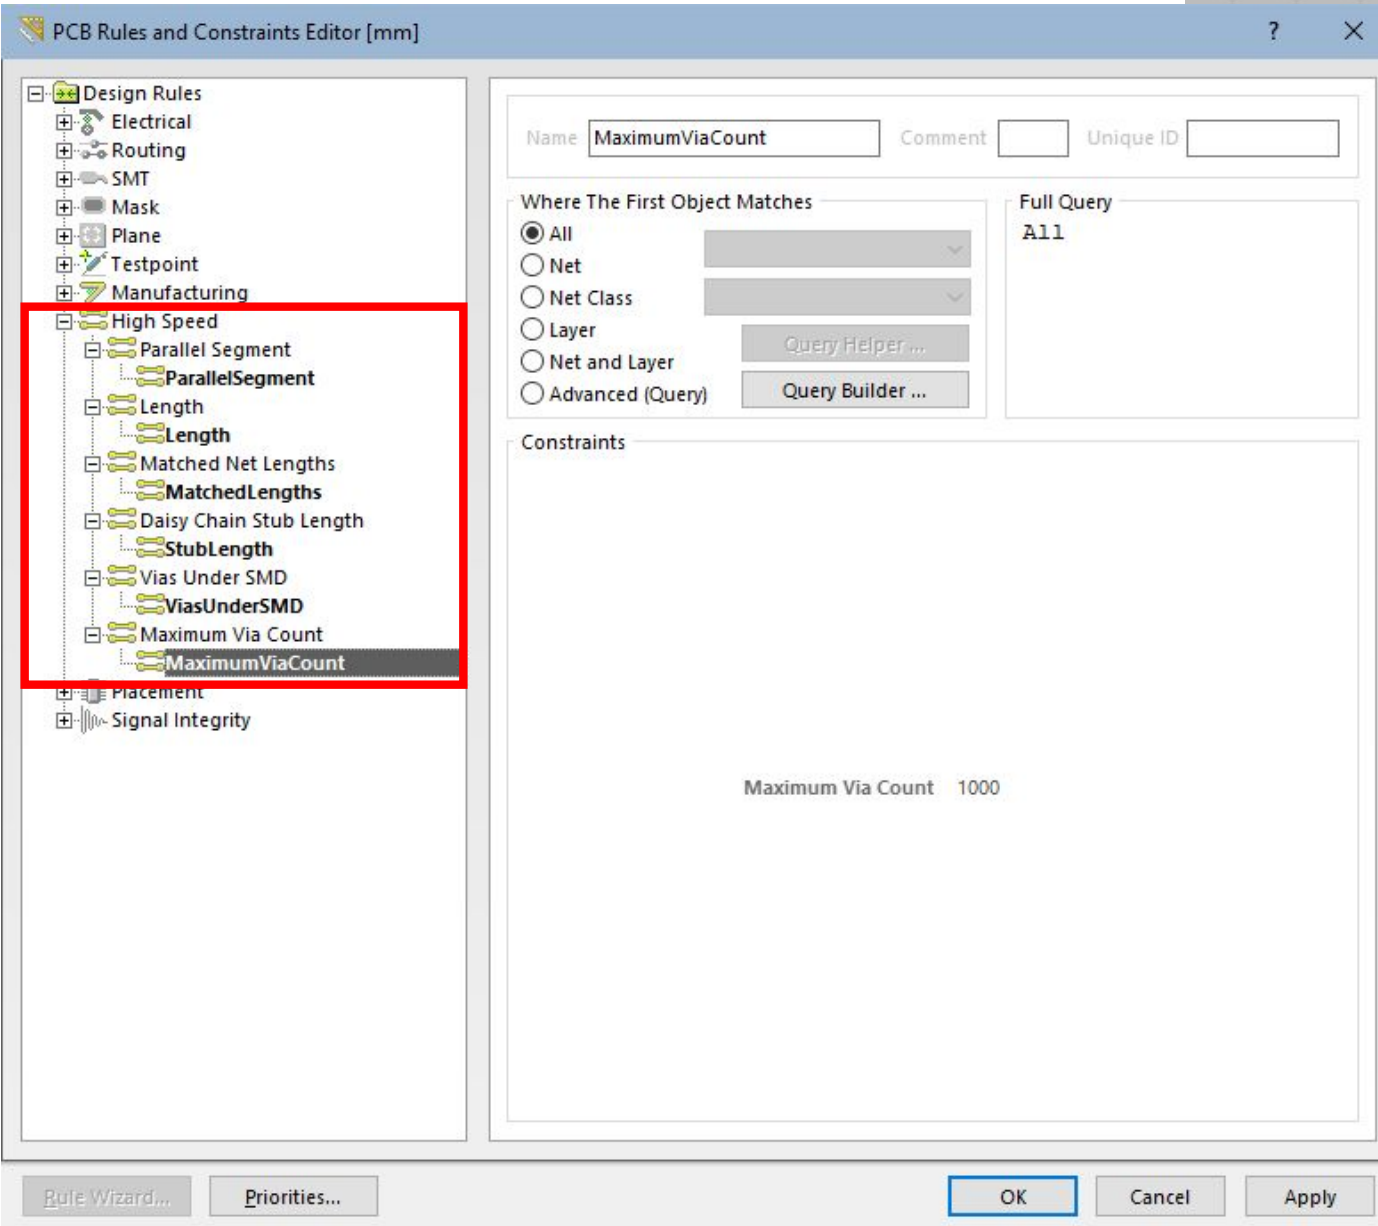 PCB Rules and Constraints Editor [mm]
?
Design Rules
Electrical
Routing
SMT
Mask
Plane
Testpoint
Manufacturing
High Speed
Parallel Segment
ParallelSegment
Length
Length
Matched Net Lengths
MatchedLengths
Daisy Chain Stub Length
StubLength
Vias Under SMD
ViasUnderSMD
Maximum Via Count
MaximumViaCount
Placement
Signal Integrity
Name MaximumViaCount Comment Unique ID
Where The First Object Matches
All
Net
Net Class
Layer
Net and Layer
Advanced (Query)
Query Helper ...
Query Builder ...
Full Query
All
Constraints
Maximum Via Count 1000
Rule Wizard... Priorities... OK Cancel Apply